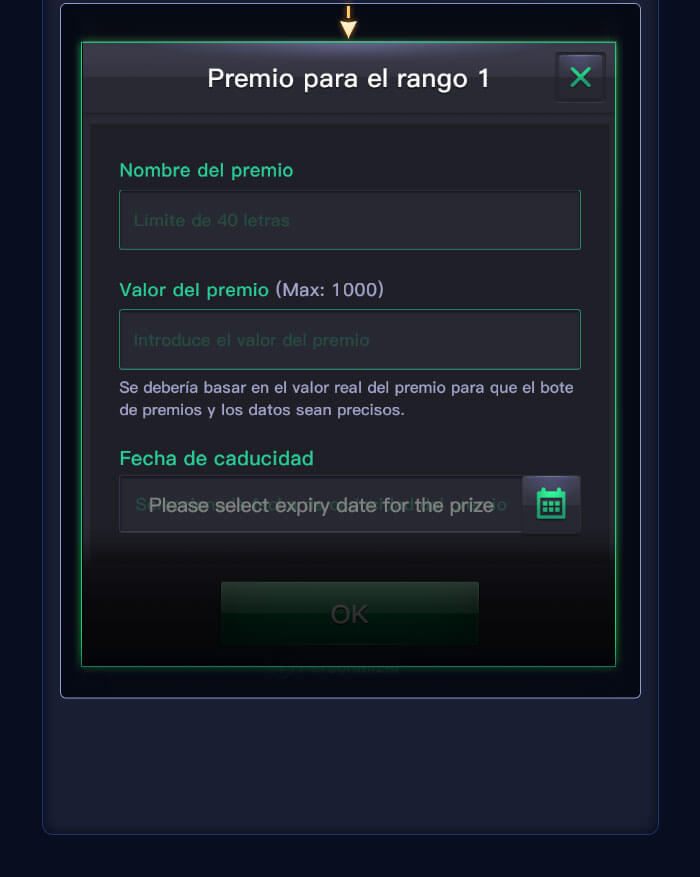 Premio para el rango 1
Nombre del premio
Límite de 40 letras
Valor del premio (Max: 1000)
Introduce el valor del premio
Se debería basar en el valor real del premio para que el bote
de premios y los datos sean precisos.
Fecha de caducidad
Please select expiry date for the prize
OK
Personalizar